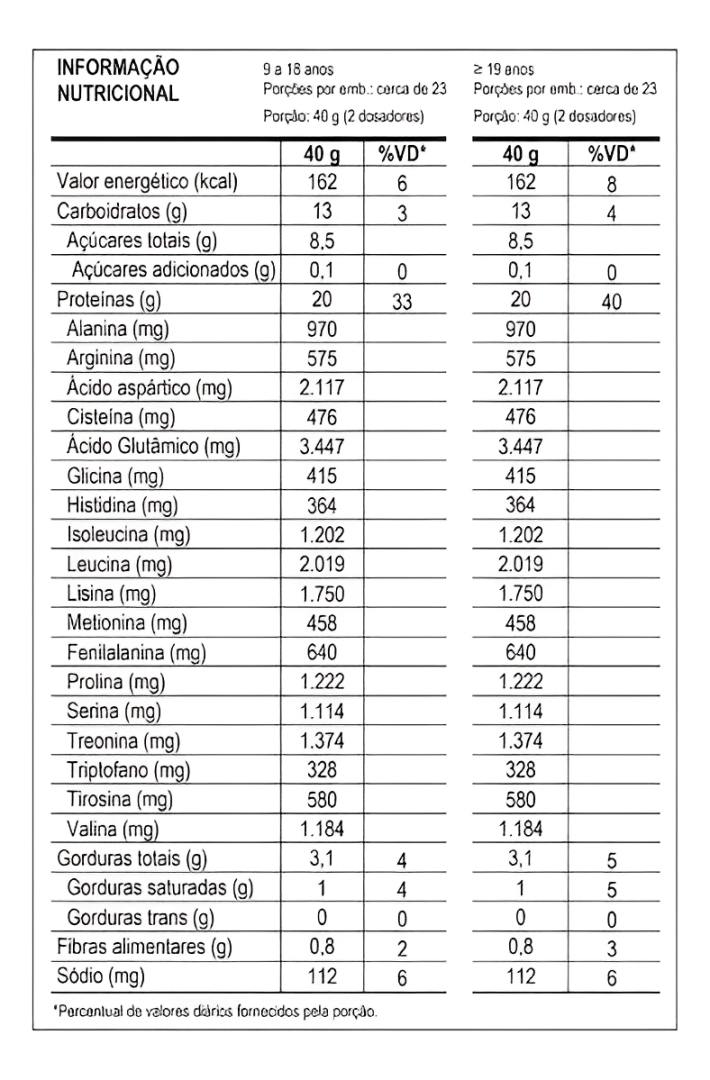 INFORMAÇÃO NUTRICIONAL
9 a 18 anos
Porções por emb.: cerca de 23
Porção: 40 g (2 dosadores)
≥ 19 anos
Porções por emb.: cerca de 23
Porção: 40 g (2 dosadores)
40 g %VD* 40 g %VD*
Valor energético (kcal) 162 6 162 8
Carboidratos (g) 13 3 13 4
Açúcares totais (g) 8,5 8,5
Açúcares adicionados (g) 0,1 0 0,1 0
Proteínas (g) 20 33 20 40
Alanina (mg) 970 970
Arginina (mg) 575 575
Ácido aspártico (mg) 2.117 2.117
Cisteína (mg) 476 476
Ácido Glutâmico (mg) 3.447 3.447
Glicina (mg) 415 415
Histidina (mg) 364 364
Isoleucina (mg) 1.202 1.202
Leucina (mg) 2.019 2.019
Lisina (mg) 1.750 1.750
Metionina (mg) 458 458
Fenilalanina (mg) 640 640
Prolina (mg) 1.222 1.222
Serina (mg) 1.114 1.114
Treonina (mg) 1.374 1.374
Triptofano (mg) 328 328
Tirosina (mg) 580 580
Valina (mg) 1.184 1.184
Gorduras totais (g) 3,1 4 3,1 5
Gorduras saturadas (g) 1 4 1 5
Gorduras trans (g) 0 0 0 0
Fibras alimentares (g) 0,8 2 0,8 3
Sódio (mg) 112 6 112 6
*Percentual de valores diários fornecidos pela porção.